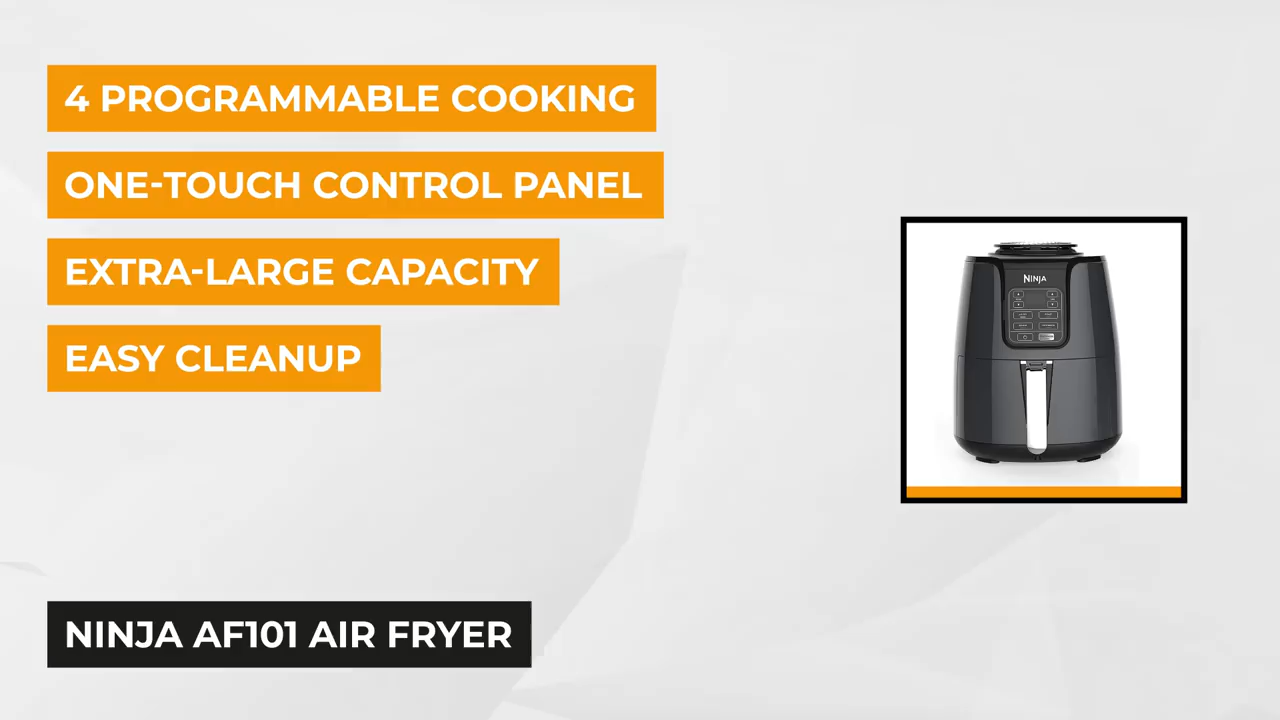 4 PROGRAMMABLE COOKING
ONE-TOUCH CONTROL PANEL
EXTRA-LARGE CAPACITY
EASY CLEANUP
NINJA
NINJA AF101 AIR FRYER